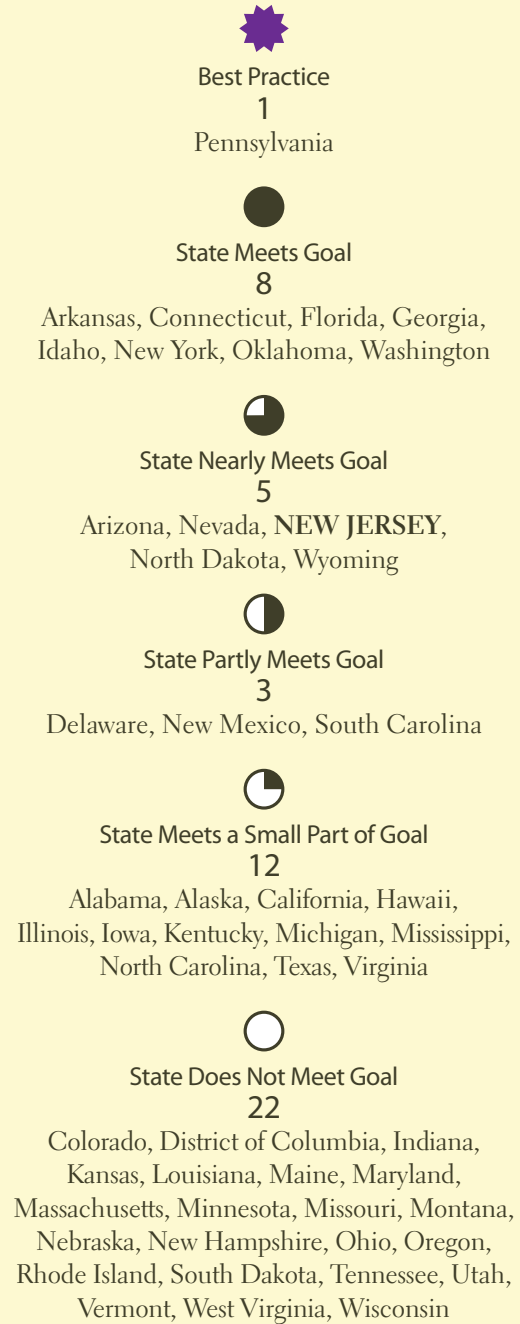 Best Practice
1
Pennsylvania
State Meets Goal
8
Arkansas, Connecticut, Florida, Georgia,
Idaho, New York, Oklahoma, Washington
State Nearly Meets Goal
5
Arizona, Nevada, NEW JERSEY,
North Dakota, Wyoming
State Partly Meets Goal
3
Delaware, New Mexico, South Carolina
State Meets a Small Part of Goal
12
Alabama, Alaska, California, Hawaii,
Illinois, Iowa, Kentucky, Michigan, Mississippi,
North Carolina, Texas, Virginia
State Does Not Meet Goal
22
Colorado, District of Columbia, Indiana,
Kansas, Louisiana, Maine, Maryland,
Massachusetts, Minnesota, Missouri, Montana,
Nebraska, New Hampshire, Ohio, Oregon,
Rhode Island, South Dakota, Tennessee, Utah,
Vermont, West Virginia, Wisconsin